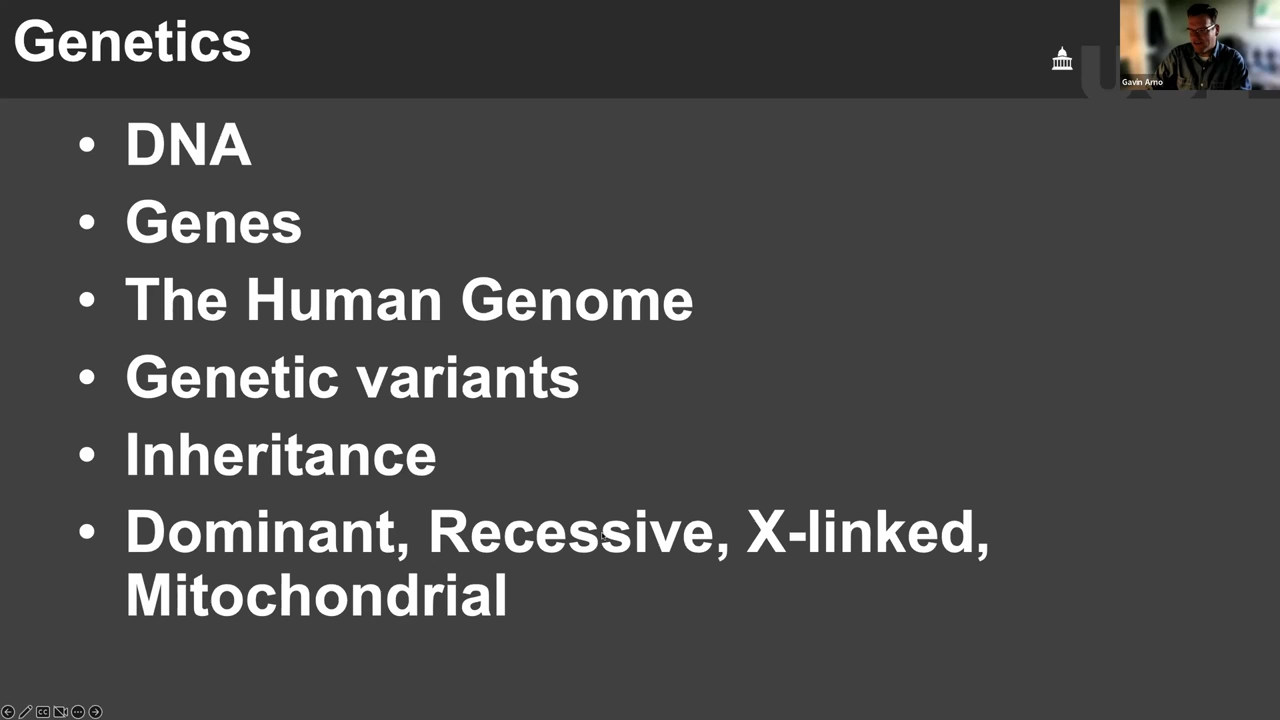 Genetics
Gavin Arno
• DNA
• Genes
• The Human Genome
• Genetic variants
• Inheritance
• Dominant, Recessive, X-linked,
Mitochondrial